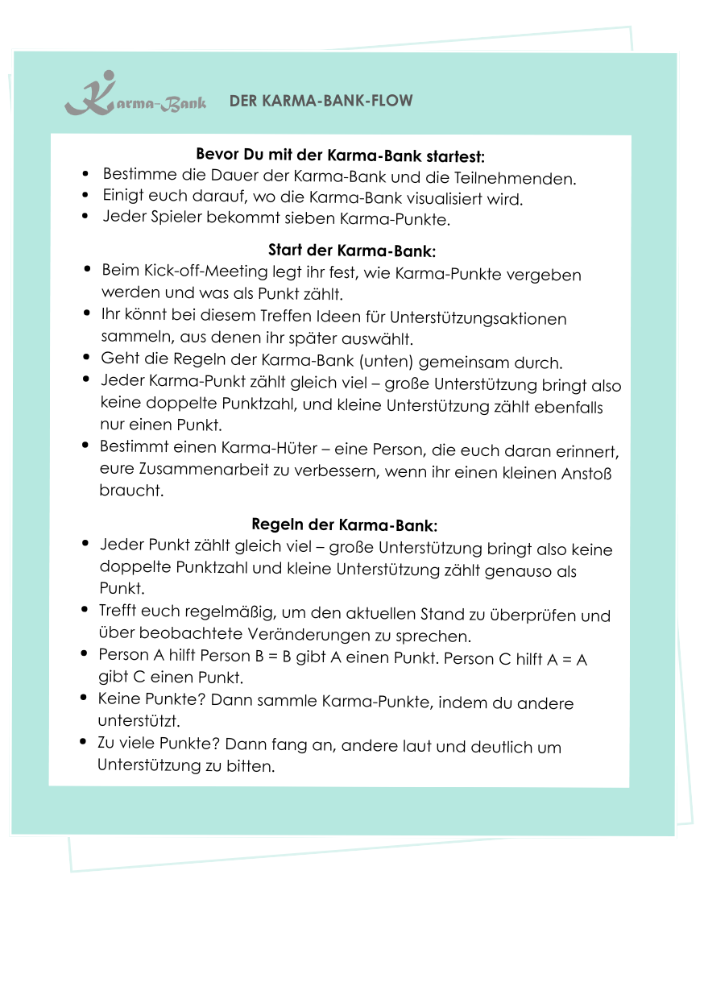 Karma-Bank
DER KARMA-BANK-FLOW
Bevor Du mit der Karma-Bank startest:
• Bestimme die Dauer der Karma-Bank und die Teilnehmenden.
• Einigt euch darauf, wo die Karma-Bank visualisiert wird.
• Jeder Spieler bekommt sieben Karma-Punkte.
Start der Karma-Bank:
• Beim Kick-off-Meeting legt ihr fest, wie Karma-Punkte vergeben
werden und was als Punkt zählt.
• Ihr könnt bei diesem Treffen Ideen für Unterstützungsaktionen
sammeln, aus denen ihr später auswählt.
• Geht die Regeln der Karma-Bank (unten) gemeinsam durch.
• Jeder Karma-Punkt zählt gleich viel – große Unterstützung bringt also
keine doppelte Punktzahl, und kleine Unterstützung zählt ebenfalls
nur einen Punkt.
• Bestimmt einen Karma-Hüter – eine Person, die euch daran erinnert,
eure Zusammenarbeit zu verbessern, wenn ihr einen kleinen Anstoß
braucht.
Regeln der Karma-Bank:
• Jeder Punkt zählt gleich viel – große Unterstützung bringt also keine
doppelte Punktzahl und kleine Unterstützung zählt genauso als
Punkt.
• Trefft euch regelmäßig, um den aktuellen Stand zu überprüfen und
über beobachtete Veränderungen zu sprechen.
• Person A hilft Person B = B gibt A einen Punkt. Person C hilft A = A
gibt C einen Punkt.
• Keine Punkte? Dann sammle Karma-Punkte, indem du andere
unterstützt.
• Zu viele Punkte? Dann fang an, andere laut und deutlich um
Unterstützung zu bitten.